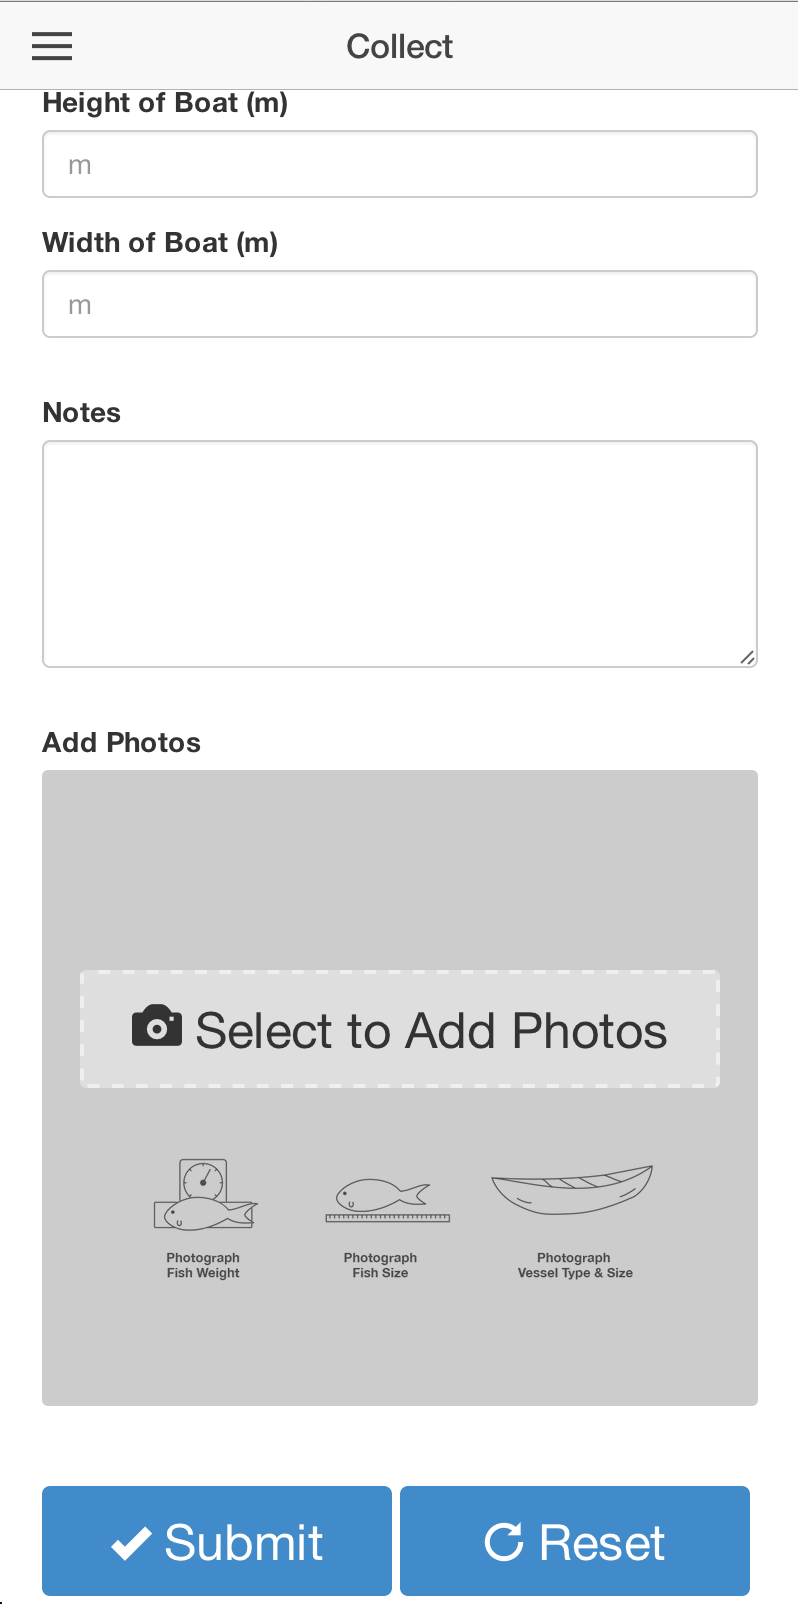 Collect
Height of Boat (m)
m
Width of Boat (m)
m
Notes
Add Photos
Select to Add Photos
Photograph
Fish Weight
Photograph
Fish Size
Photograph
Vessel Type & Size
Submit
Reset